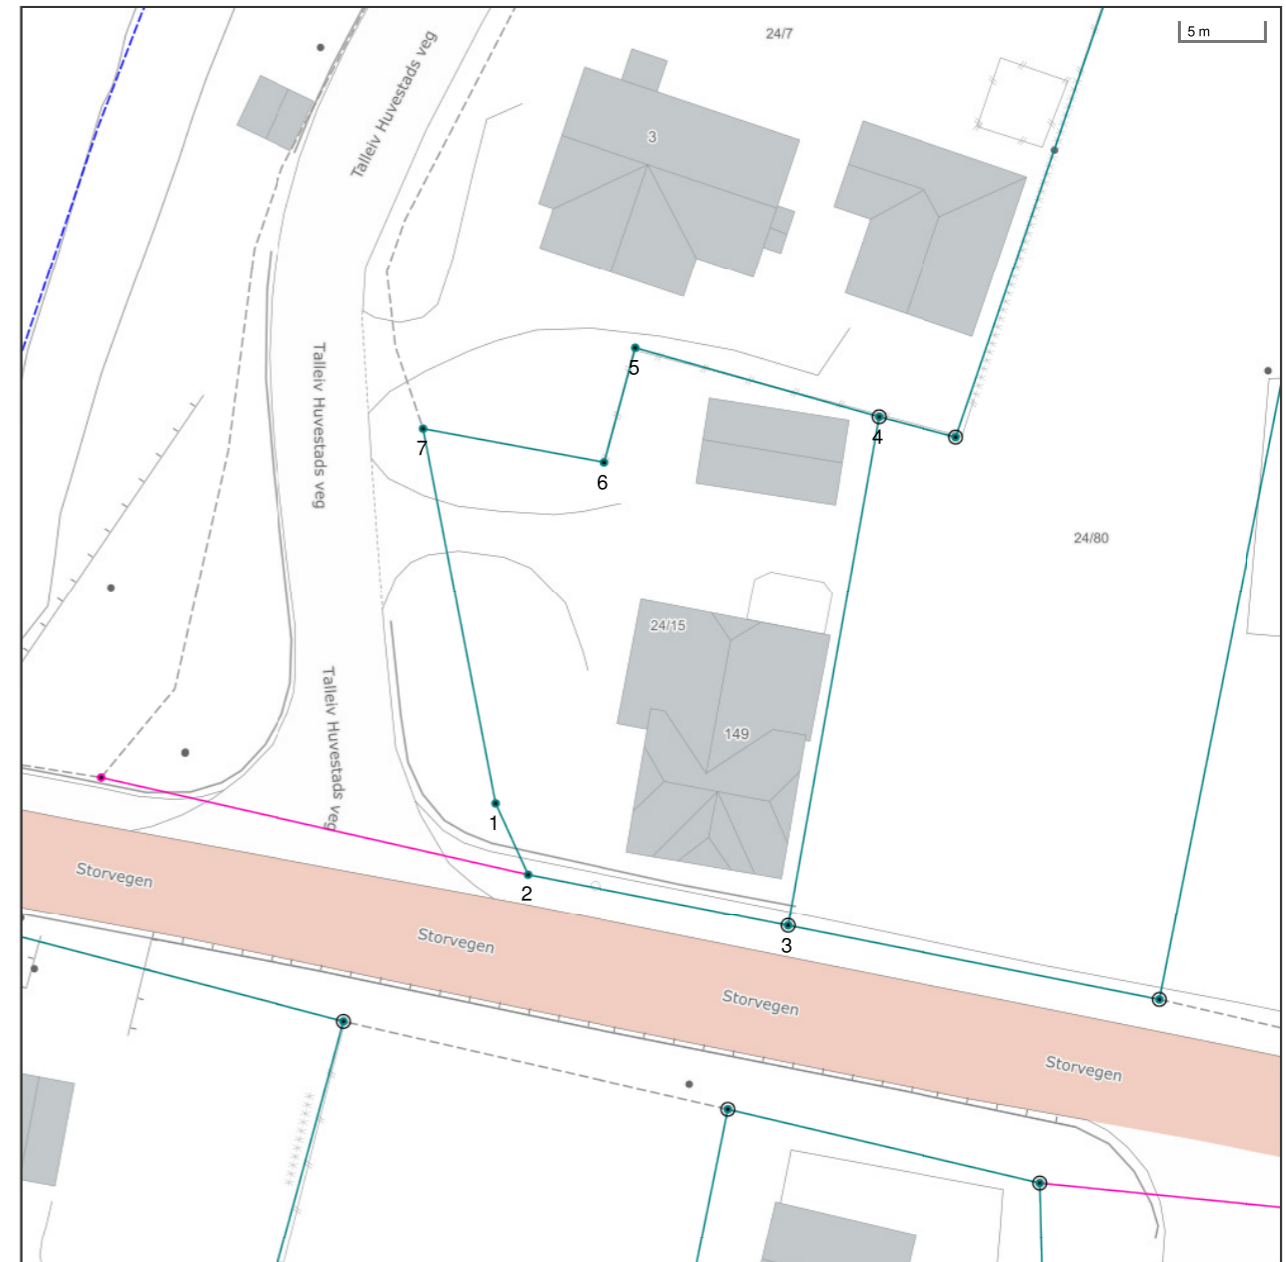 24/7
5 m
Talleiv Huvestads veg
3
Talleiv Huvestads veg
5
4
7
6
24/80
24/15
Talleiv Huvestads veg
149
1
2
Storvegen
3
Storvegen
Storvegen
Storvegen